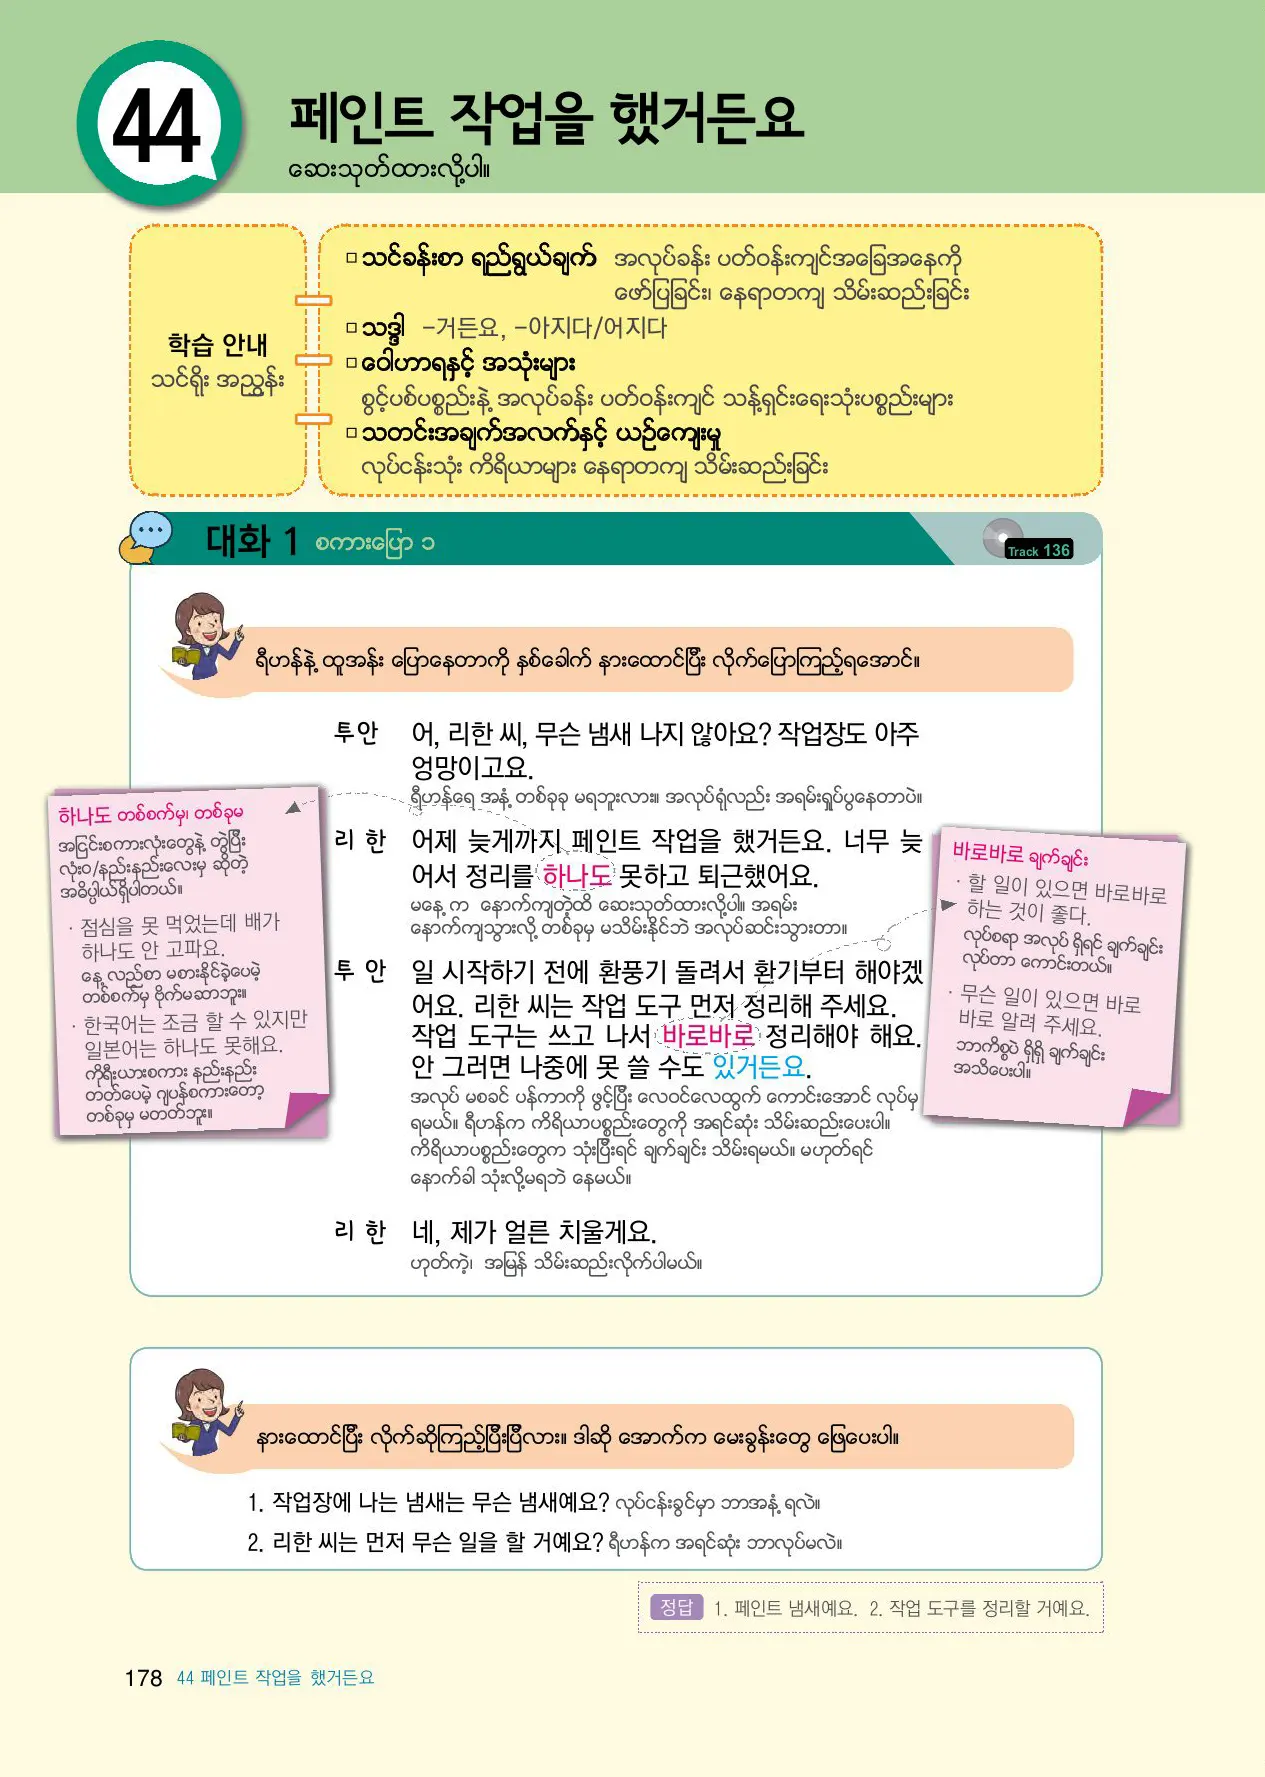 44
페인트 작업을 했거든요
ဆေးသုတ်ထားလို့ပါ။
학습 안내
သင်ရိုး အညွှန်း
□ သင်ခန်းစာ ရည်ရွယ်ချက် အလုပ်ခန်း ပတ်ဝန်းကျင်အခြေအနေကို
ဖော်ပြခြင်း၊ နေရာတကျ သိမ်းဆည်းခြင်း
□ သဒ္ဒါ -거든요, -아지다/어지다
□ ဝေါဟာရနှင့် အသုံးများ
စွင့်ပစ်ပစ္စည်းနဲ့ အလုပ်ခန်း ပတ်ဝန်းကျင် သန့်ရှင်းရေးသုံးပစ္စည်းများ
□ သတင်းအချက်အလက်နှင့် ယဉ်ကျေးမှု
လုပ်ငန်းသုံး ကိရိယာများ နေရာတကျ သိမ်းဆည်းခြင်း
대화 1 စကားပြော ၁
Track 136
ရီဟန်နဲ့ ထူအန်း ပြောနေတာကို နှစ်ခေါက် နားထောင်ပြီး လိုက်ပြောကြည့်ရအောင်။
투안 어, 리한 씨, 무슨 냄새 나지 않아요? 작업장도 아주
엉망이고요.
ရီဟန်ရေ အနံ့ တစ်ခုခု မရဘူးလား။ အလုပ်ရုံလည်း အရမ်းရှုပ်ပွနေတာပဲ။
리 한 어제 늦게까지 페인트 작업을 했거든요. 너무 늦
어서 정리를 하나도 못하고 퇴근했어요.
မနေ့ က နောက်ကျတဲ့ထိ ဆေးသုတ်ထားလို့ပါ။ အရမ်း
နောက်ကျသွားလို့ တစ်ခုမှ မသိမ်းနိုင်ဘဲ အလုပ်ဆင်းသွားတာ။
투 안 일 시작하기 전에 환풍기 돌려서 환기부터 해야겠
어요. 리한 씨는 작업 도구 먼저 정리해 주세요.
작업 도구는 쓰고 나서 바로바로 정리해야 해요.
안 그러면 나중에 못 쓸 수도 있거든요.
အလုပ် မစခင် ပန်ကာကို ဖွင့်ပြီး လေဝင်လေထွက် ကောင်းအောင် လုပ်မှ
ရမယ်။ ရီဟန်က ကိရိယာပစ္စည်းတွေကို အရင်ဆုံး သိမ်းဆည်းပေးပါ။
ကိရိယာပစ္စည်းတွေက သုံးပြီးရင် ချက်ချင်း သိမ်းရမယ်။ မဟုတ်ရင်
နောက်ခါ သုံးလို့မရဘဲ နေမယ်။
리 한 네, 제가 얼른 치울게요.
ဟုတ်ကဲ့၊ အမြန် သိမ်းဆည်းလိုက်ပါမယ်။
하나도 တစ်စက်မှ၊ တစ်ခုမှ
အငြင်းစကားလုံးတွေနဲ့ တွဲပြီး
လုံးဝ/နည်းနည်းလေးမှ ဆိုတဲ့
အဓိပ္ပါယ်ရှိပါတယ်။
· 점심을 못 먹었는데 배가
하나도 안 고파요.
နေ့လည်စာ မစားနိုင်ခဲ့ပေမဲ့
တစ်စက်မှ ဗိုက်မဆာဘူး။
· 한국어는 조금 할 수 있지만
일본어는 하나도 못해요.
ကိုရီးယားစကား နည်းနည်း
တတ်ပေမဲ့ ဂျပန်စကားတော့
တစ်ခုမှ မတတ်ဘူး။
바로바로 ချက်ချင်း
· 할 일이 있으면 바로바로
하는 것이 좋다.
လုပ်စရာ အလုပ် ရှိရင် ချက်ချင်း
လုပ်တာ ကောင်းတယ်။
· 무슨 일이 있으면 바로
바로 알려 주세요.
ဘာကိစ္စပဲ ရှိရှိ ချက်ချင်း
အသိပေးပါ။
နားထောင်ပြီး လိုက်ဆိုကြည့်ပြီးပြီလား။ ဒါဆို အောက်က မေးခွန်းတွေ ဖြေပေးပါ။
1. 작업장에 나는 냄새는 무슨 냄새예요? လုပ်ငန်းခွင်မှာ ဘာအနံ့ ရလဲ။
2. 리한 씨는 먼저 무슨 일을 할 거예요? ရီဟန်က အရင်ဆုံး ဘာလုပ်မလဲ။
정답 1. 페인트 냄새예요. 2. 작업 도구를 정리할 거예요.
178 44 페인트 작업을 했거든요